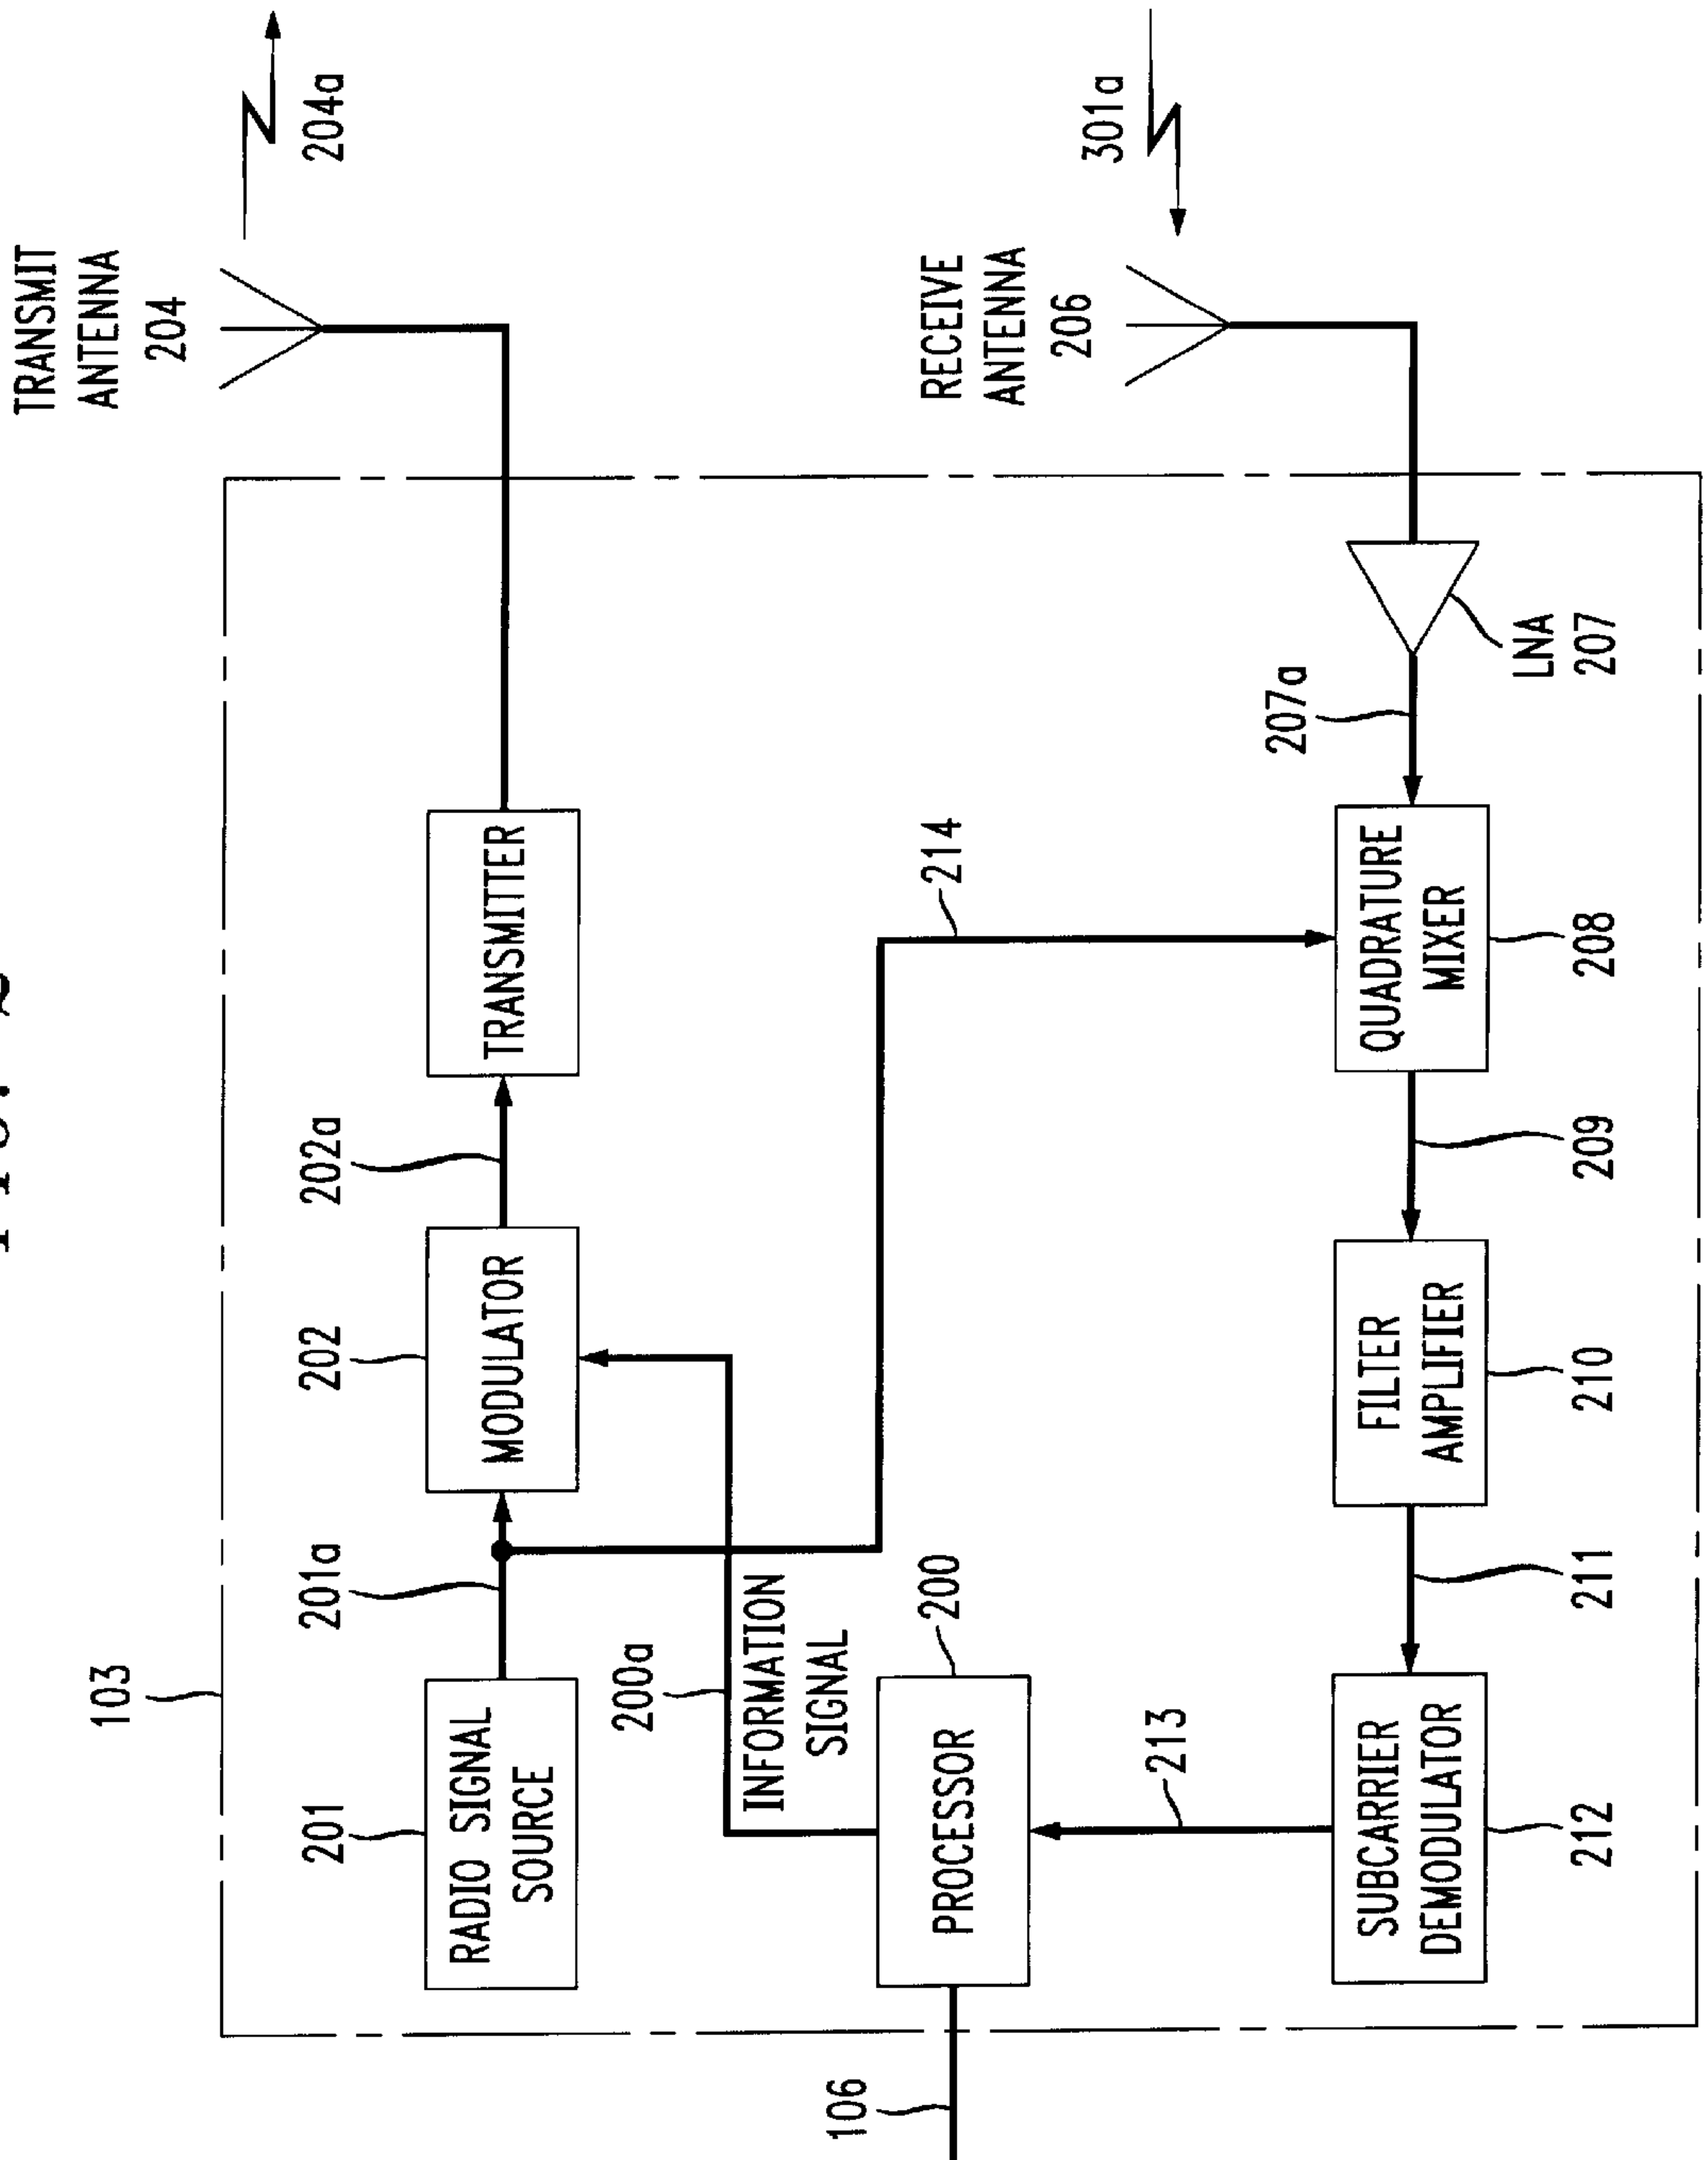 TRANSMIT
ANTENNA
204
204a
103
201
RADIO SIGNAL
SOURCE
201a
202
MODULATOR
202a
TRANSMITTER
200a
INFORMATION
SIGNAL
106
PROCESSOR
200
214
RECEIVE
ANTENNA
206
301a
213
SUBCARRIER
DEMODULATOR
212
211
FILTER
AMPLIFIER
210
209
QUADRATURE
MIXER
208
207a
LNA
207